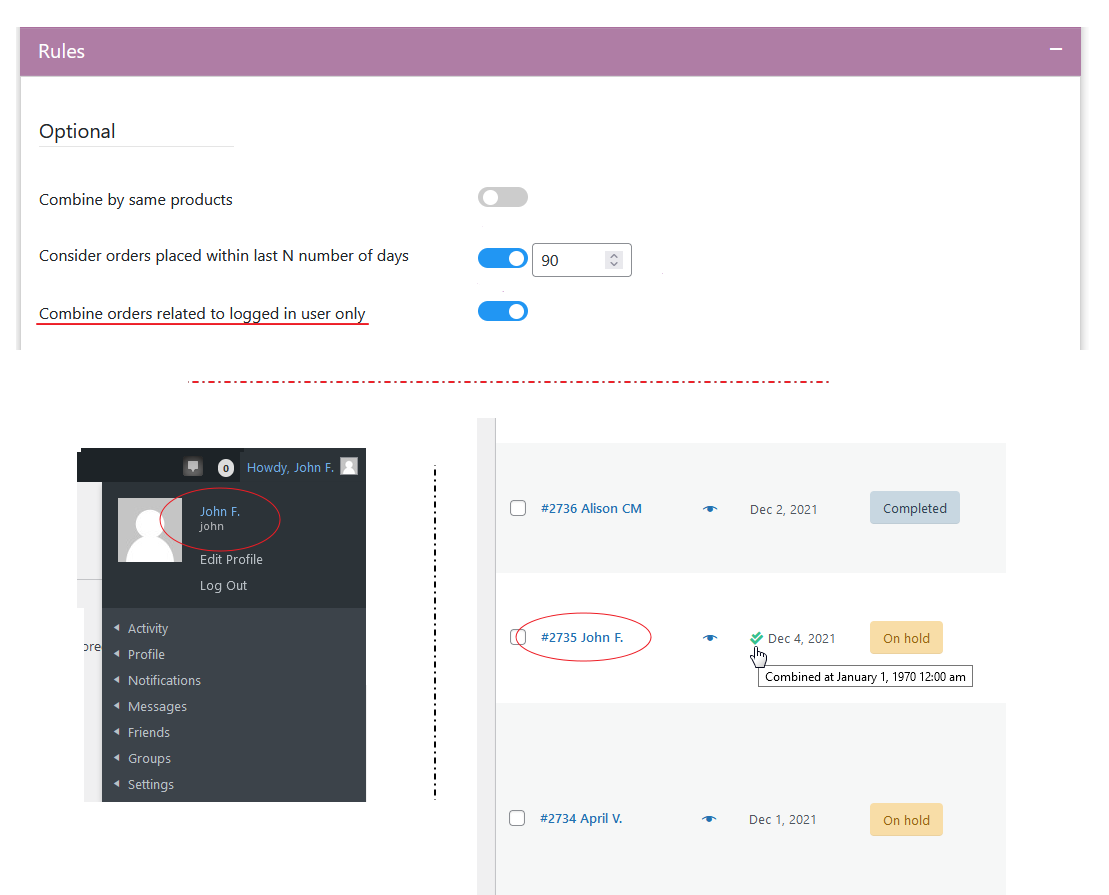 Rules
Optional
Combine by same products
Consider orders placed within last N number of days
90
Combine orders related to logged in user only
0
Howdy, John F.
John F.
john
Edit Profile
Log Out
ore
Activity
Profile
Notifications
Messages
Friends
Groups
Settings
#2736 Alison CM
Dec 2, 2021
Completed
#2735 John F.
Dec 4, 2021
On hold
Combined at January 1, 1970 12:00 am
#2734 April V.
Dec 1, 2021
On hold